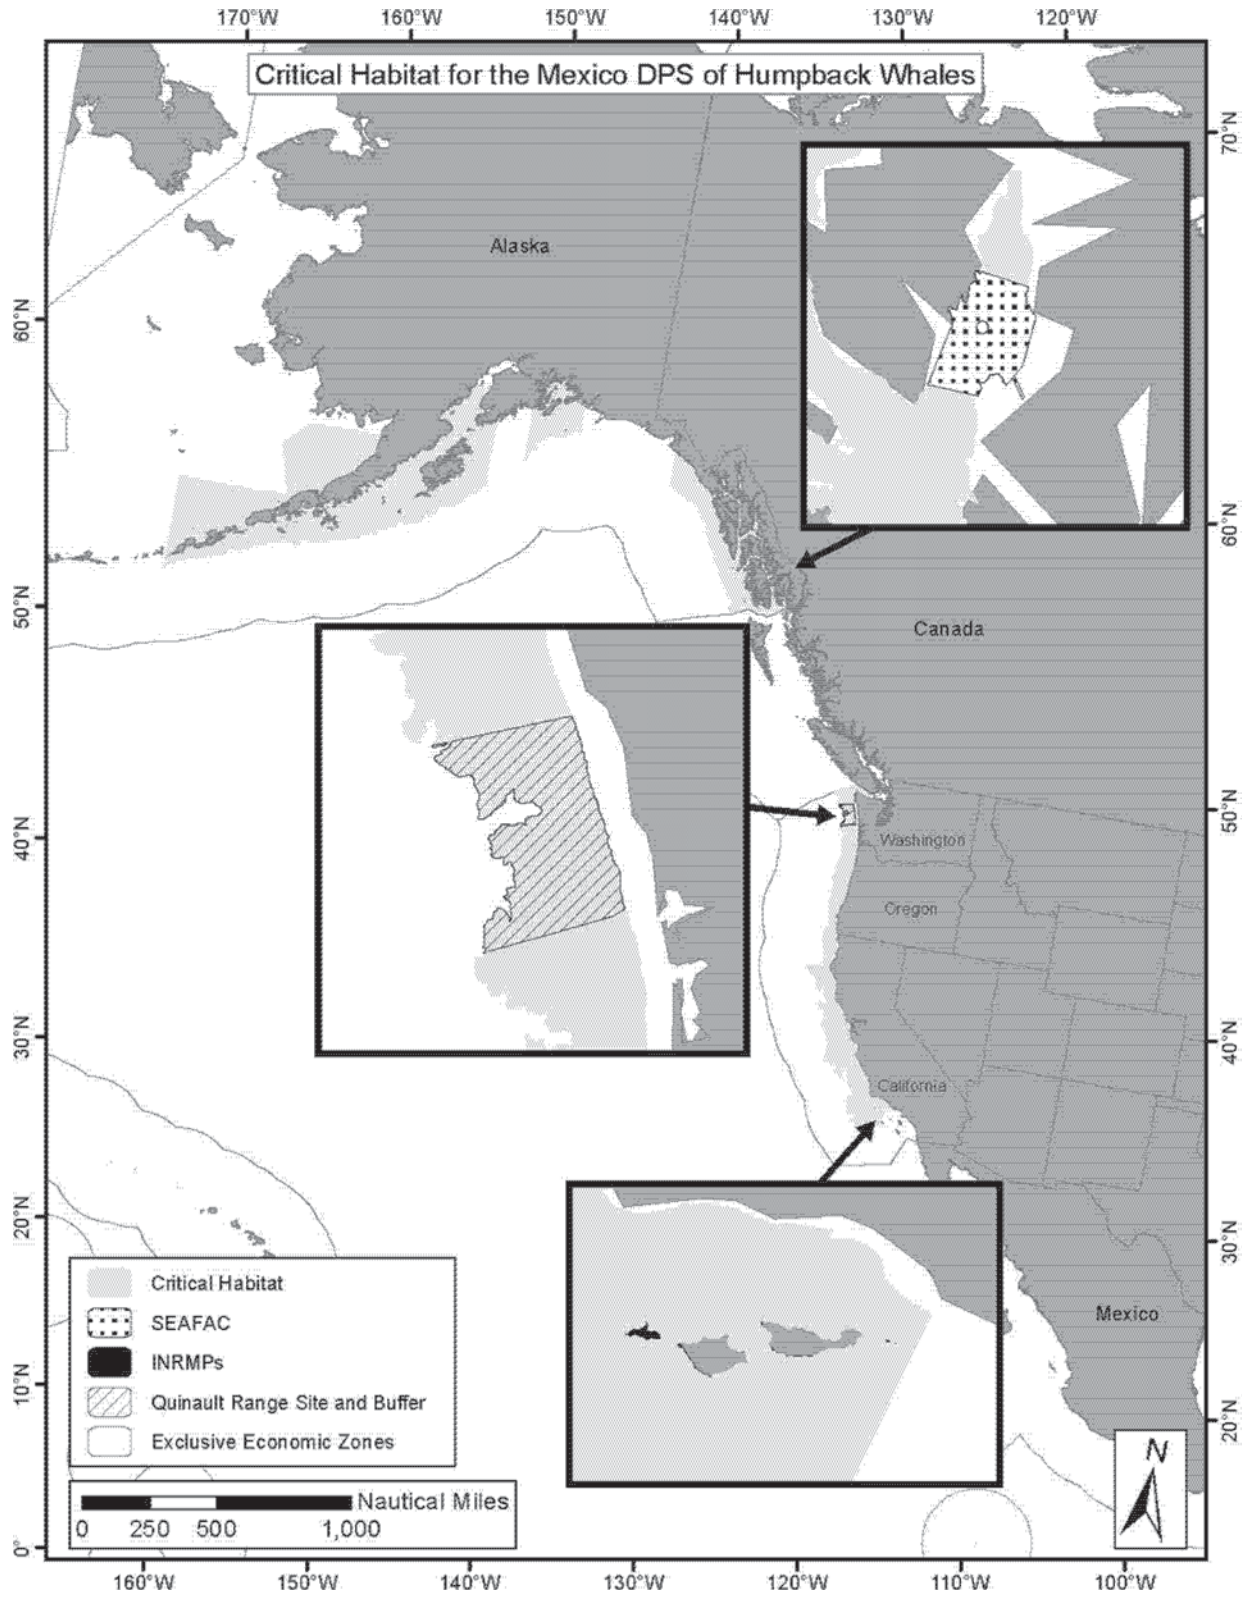 170°W 160°W 150°W 140°W 130°W 120°W
Critical Habitat for the Mexico DPS of Humpback Whales
70°N
Alaska
60°N
60°N
50°N
Canada
50°N
40°N
Washington
Oregon
30°N
40°N
California
20°N
30°N
Critical Habitat
SEAFAC
INRMPs
Quinault Range Site and Buffer
Exclusive Economic Zones
Mexico
10°N
20°N
N
Nautical Miles
0 250 500 1,000
0°
160°W 150°W 140°W 130°W 120°W 110°W 100°W